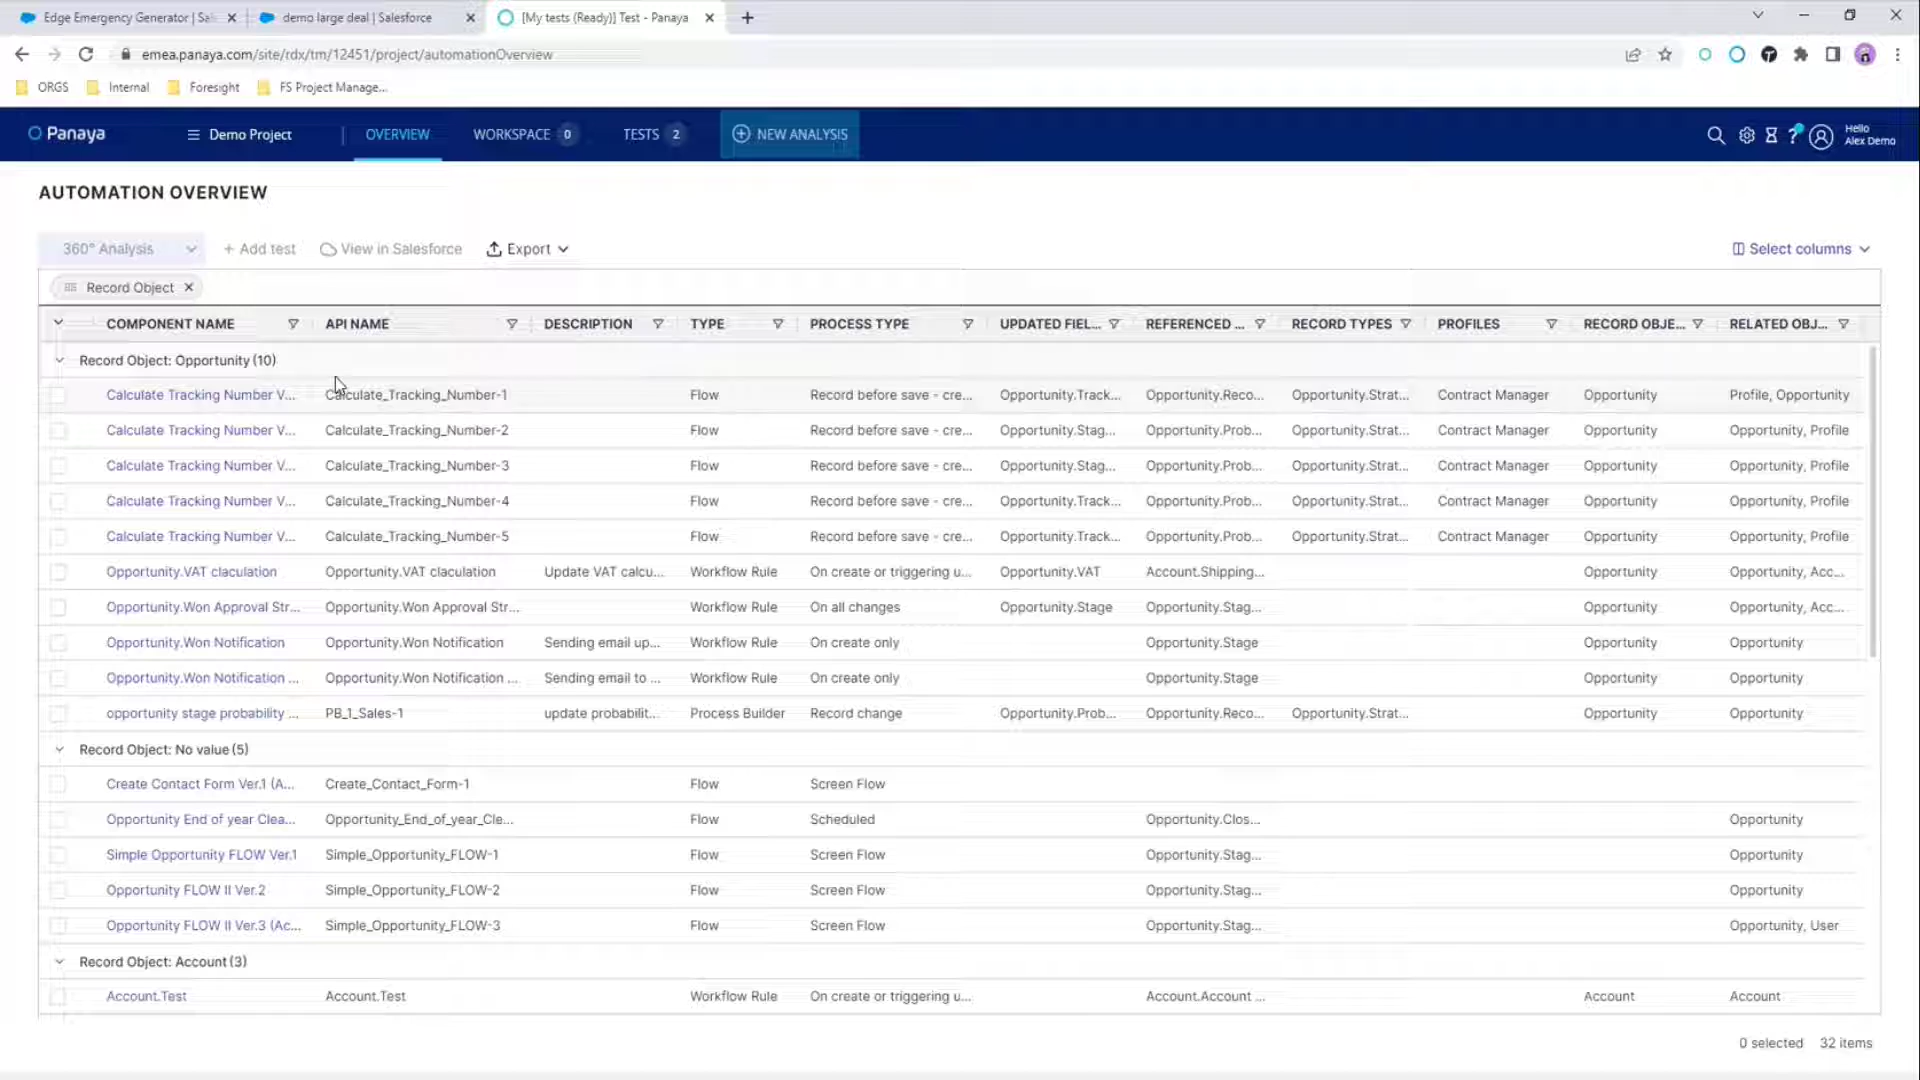 Edge Emergency Generator | Sal
demo large deal | Salesforce
[My tests (Ready)] Test - Panaya
emea.panaya.com/site/rdx/tm/12451/project/automationOverview
ORGS Internal Foresight FS Project Manage...
Panaya Demo Project OVERVIEW WORKSPACE 0 TESTS 2 NEW ANALYSIS
Hello
Alex Demo
AUTOMATION OVERVIEW
360° Analysis + Add test View in Salesforce Export Select columns
Record Object
COMPONENT NAME API NAME DESCRIPTION TYPE PROCESS TYPE UPDATED FIEL... REFERENCED ... RECORD TYPES PROFILES RECORD OBJE... RELATED OBJ...
Record Object: Opportunity (10)
Calculate Tracking Number V... Calculate_Tracking_Number-1 Flow Record before save - cre... Opportunity.Track... Opportunity.Reco... Opportunity.Strat... Contract Manager Opportunity Profile, Opportunity
Calculate Tracking Number V... Calculate_Tracking_Number-2 Flow Record before save - cre... Opportunity.Stag... Opportunity.Prob... Opportunity.Strat... Contract Manager Opportunity Opportunity, Profile
Calculate Tracking Number V... Calculate_Tracking_Number-3 Flow Record before save - cre... Opportunity.Stag... Opportunity.Prob... Opportunity.Strat... Contract Manager Opportunity Opportunity, Profile
Calculate Tracking Number V... Calculate_Tracking_Number-4 Flow Record before save - cre... Opportunity.Track... Opportunity.Prob... Opportunity.Strat... Contract Manager Opportunity Opportunity, Profile
Calculate Tracking Number V... Calculate_Tracking_Number-5 Flow Record before save - cre... Opportunity.Track... Opportunity.Prob... Opportunity.Strat... Contract Manager Opportunity Opportunity, Profile
Opportunity.VAT claculation Opportunity.VAT claculation Update VAT calcu... Workflow Rule On create or triggering u... Opportunity.VAT Account.Shipping... Opportunity Opportunity, Acc...
Opportunity.Won Approval Str... Opportunity.Won Approval Str... Workflow Rule On all changes Opportunity.Stage Opportunity.Stag... Opportunity Opportunity, Acc...
Opportunity.Won Notification Opportunity.Won Notification Sending email up... Workflow Rule On create only Opportunity.Stage Opportunity Opportunity
Opportunity.Won Notification ... Opportunity.Won Notification ... Sending email to ... Workflow Rule On create only Opportunity.Stage Opportunity Opportunity
opportunity stage probability ... PB_1_Sales-1 update probabilit... Process Builder Record change Opportunity.Prob... Opportunity.Reco... Opportunity.Strat... Opportunity Opportunity
Record Object: No value (5)
Create Contact Form Ver.1 (A... Create_Contact_Form-1 Flow Screen Flow
Opportunity End of year Clea... Opportunity_End_of_year_Cle... Flow Scheduled Opportunity.Clos... Opportunity
Simple Opportunity FLOW Ver.1 Simple_Opportunity_FLOW-1 Flow Screen Flow Opportunity.Stag... Opportunity
Opportunity FLOW II Ver.2 Simple_Opportunity_FLOW-2 Flow Screen Flow Opportunity.Stag... Opportunity
Opportunity FLOW II Ver.3 (Ac... Simple_Opportunity_FLOW-3 Flow Screen Flow Opportunity.Stag... Opportunity, User
Record Object: Account (3)
Account.Test Account.Test Workflow Rule On create or triggering u... Account.Account ... Account Account
0 selected 32 items